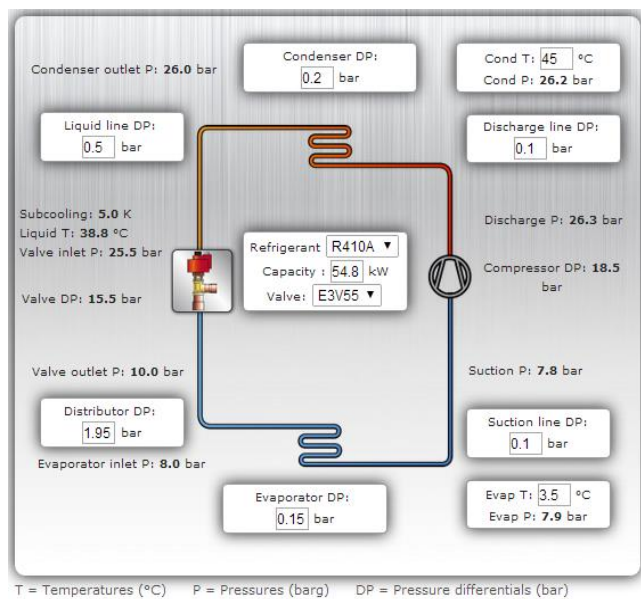 Condenser outlet P: 26.0 bar
Condenser DP:
0.2 bar
Cond T: 45 °C
Cond P: 26.2 bar
Liquid line DP:
0.5 bar
Discharge line DP:
0.1 bar
Subcooling: 5.0 K
Liquid T: 38.8 °C
Valve inlet P: 25.5 bar
Valve DP: 15.5 bar
Refrigerant R410A ▼
Capacity : 54.8 kW
Valve: E3V55 ▼
Discharge P: 26.3 bar
Compressor DP: 18.5
bar
Valve outlet P: 10.0 bar
Suction P: 7.8 bar
Distributor DP:
1.95 bar
Suction line DP:
0.1 bar
Evaporator inlet P: 8.0 bar
Evaporator DP:
0.15 bar
Evap T: 3.5 °C
Evap P: 7.9 bar
T = Temperatures (°C) P = Pressures (barg) DP = Pressure differentials (bar)